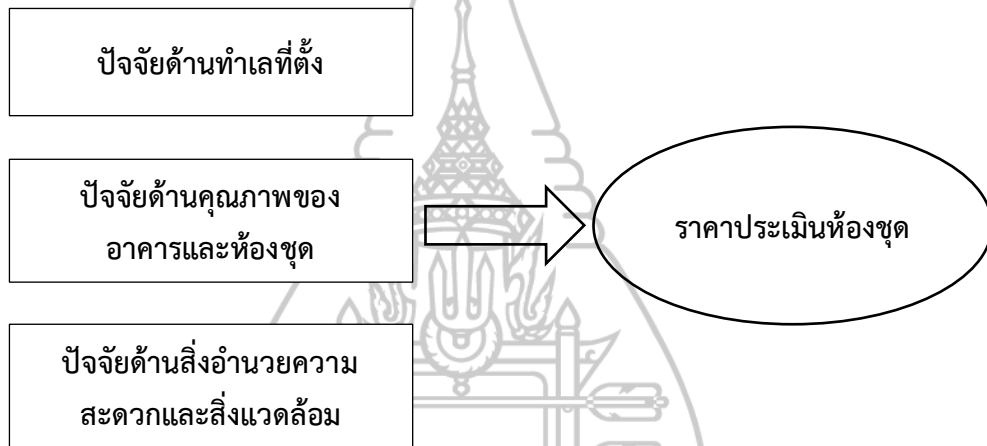 ปัจจัยด้านทำเลที่ตั้ง
ปัจจัยด้านคุณภาพของ
อาคารและห้องชุด
ราคาประเมินห้องชุด
ปัจจัยด้านสิ่งอำนวยความ
สะดวกและสิ่งแวดล้อม